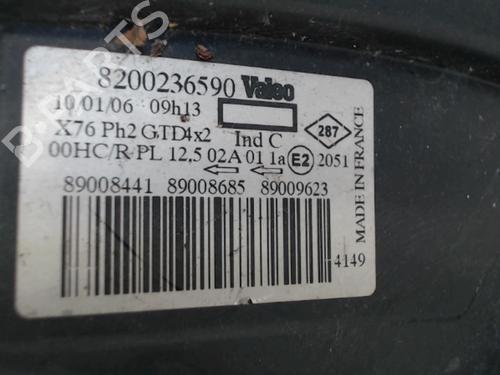 8200236590 Valeo
10/01/06 09h13
X76 Ph2 GTD4x2 Ind C
287
00HC/R PL 12,5 02A 01 1a E2 2051
89008441 89008685 89009623
4149
MADE IN FRANCE
B-PARTS